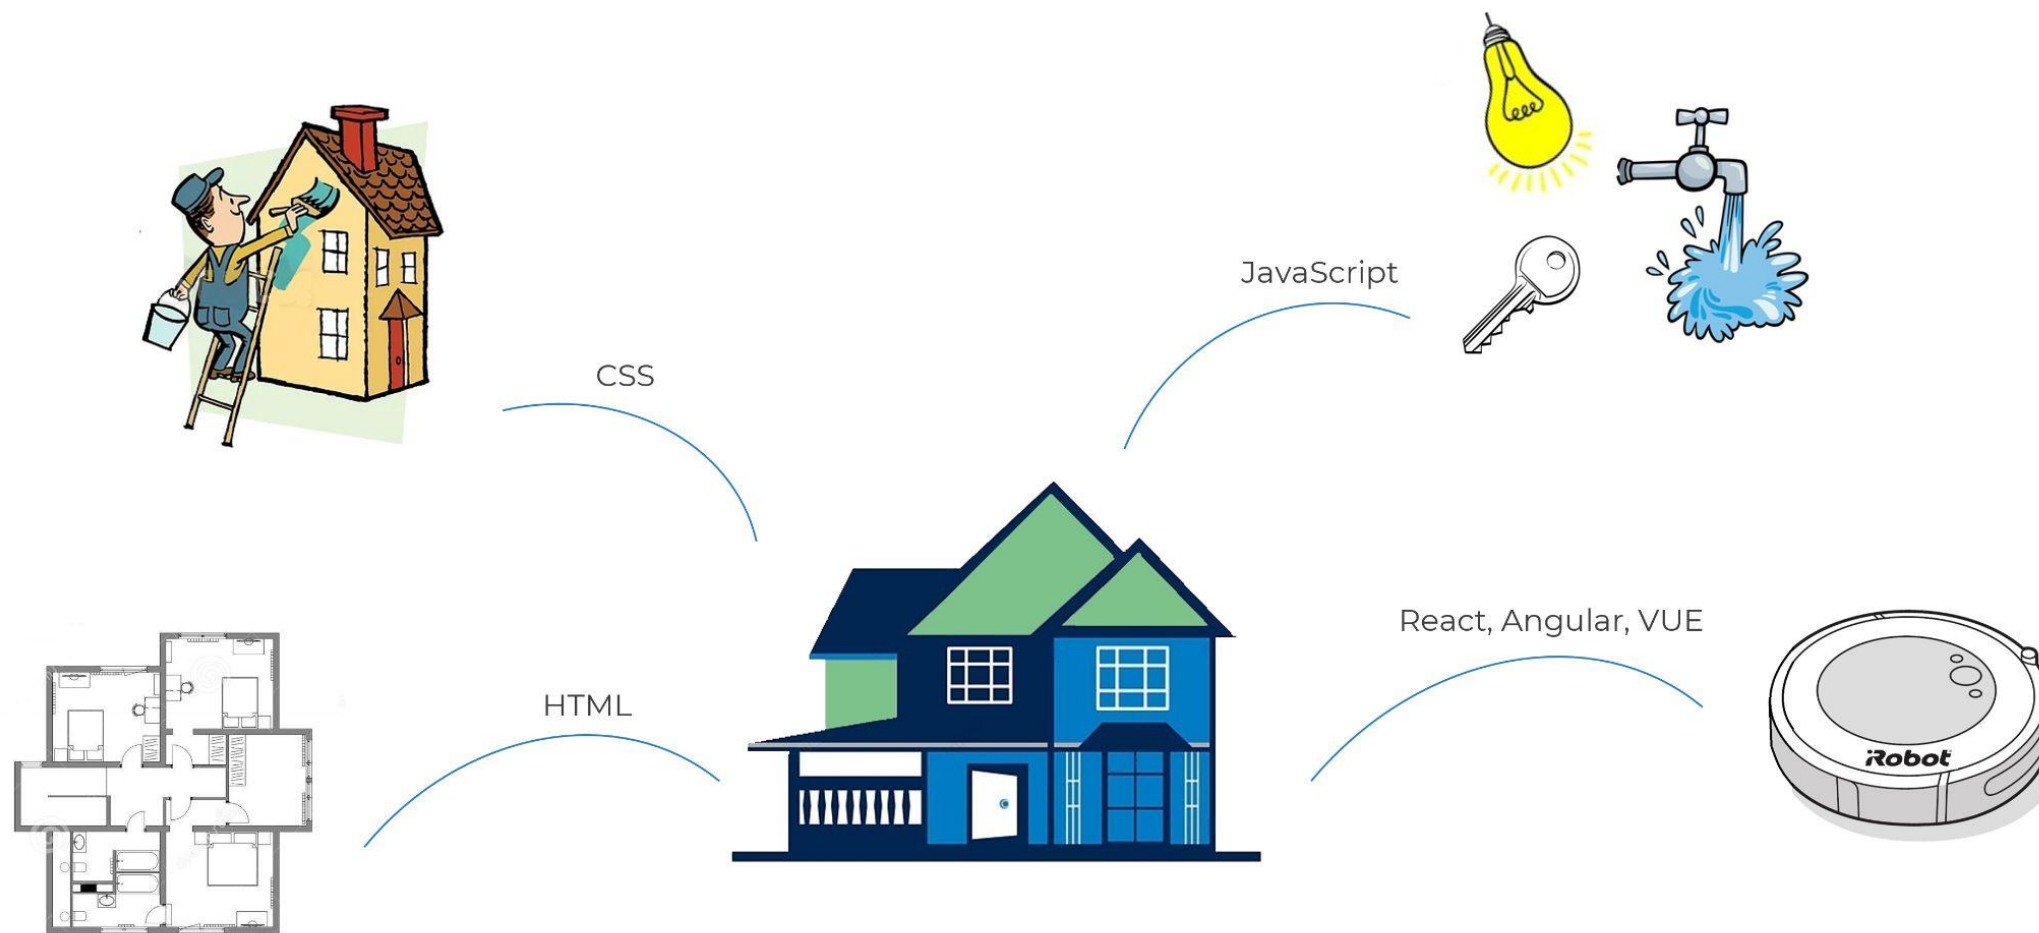 JavaScript
CSS
React, Angular, VUE
HTML
iRobot